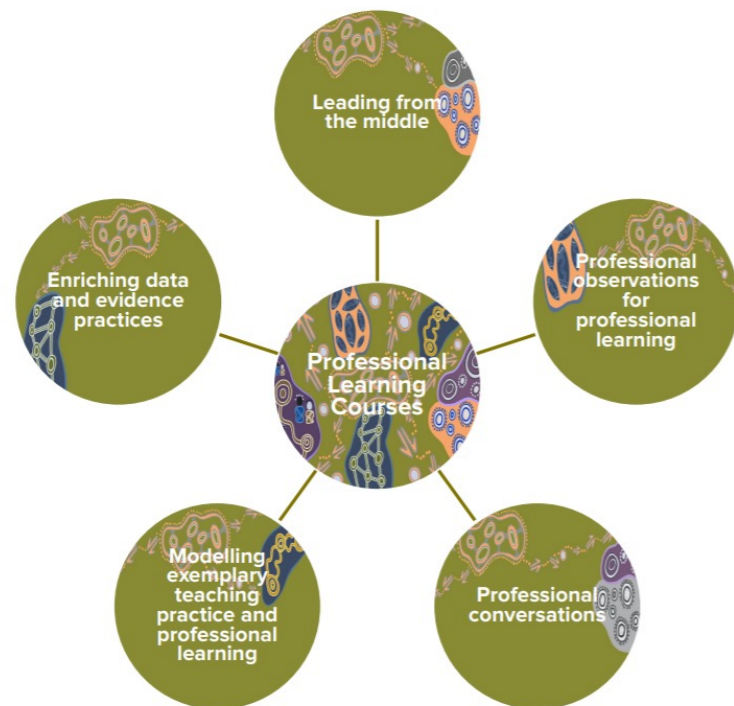 Leading from
the middle
Enriching data
and evidence
practices
Professional
observations
for
professional
learning
Professional
Learning
Courses
Modelling
exemplary
teaching
practice and
professional
learning
Professional
conversations